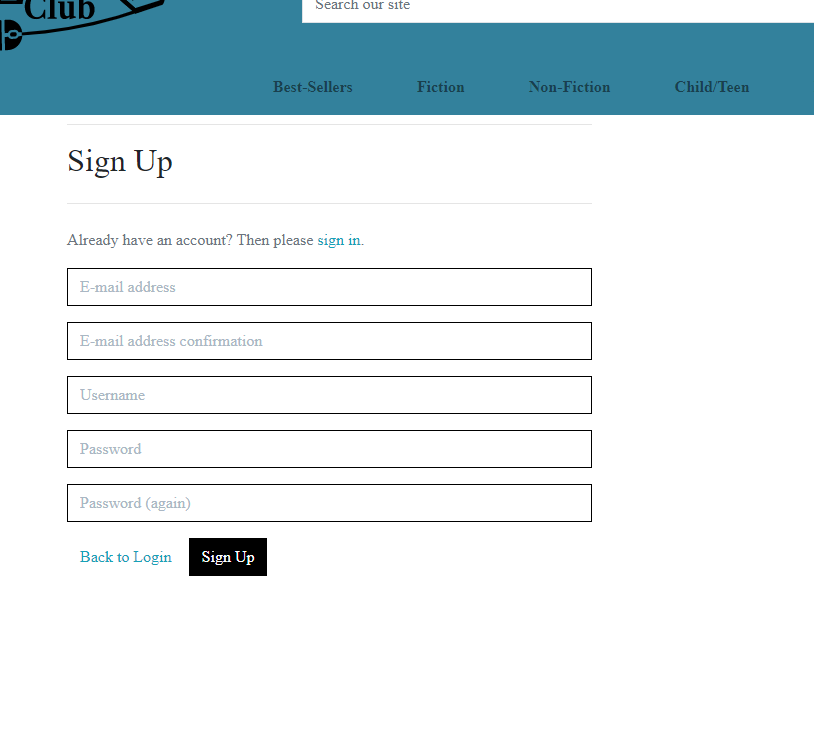 Club
Search our site
Best-Sellers Fiction Non-Fiction Child/Teen
Sign Up
Already have an account? Then please sign in.
E-mail address
E-mail address confirmation
Username
Password
Password (again)
Back to Login Sign Up